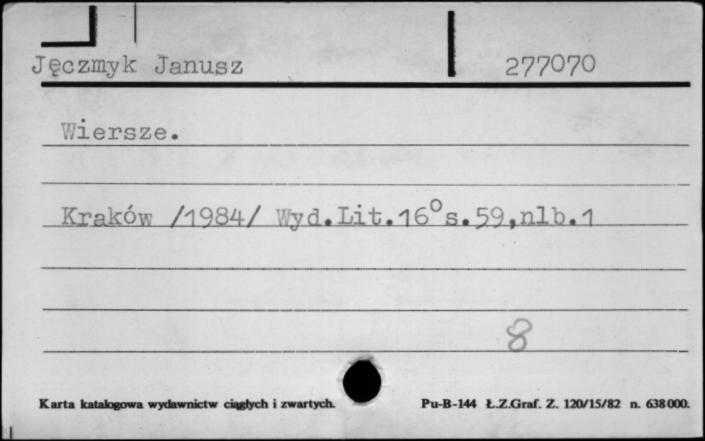 Jęczmyk Janusz 277070
Wiersze.
Kraków /1984/ Wyd.Lit.16° s.59,nlb.1
8
Karta katalogowa wydawnictw ciągłych i zwartych. Pu-B-144 Ł.Z.Graf. Z. 120/15/82 n. 638000.